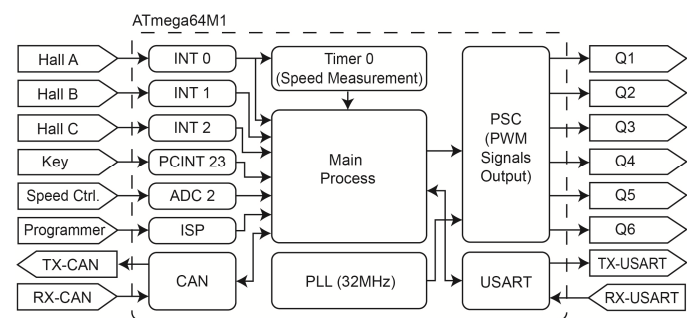 ATmega64M1
Hall A
INT 0
Timer 0
(Speed Measurement)
Q1
Hall B
INT 1
Q2
Hall C
INT 2
Main
Process
PSC
(PWM
Signals
Output)
Q3
Key
PCINT 23
Q4
Speed Ctrl.
ADC 2
Q5
Programmer
ISP
Q6
TX-CAN
CAN
PLL (32MHz)
USART
TX-USART
RX-CAN
RX-USART